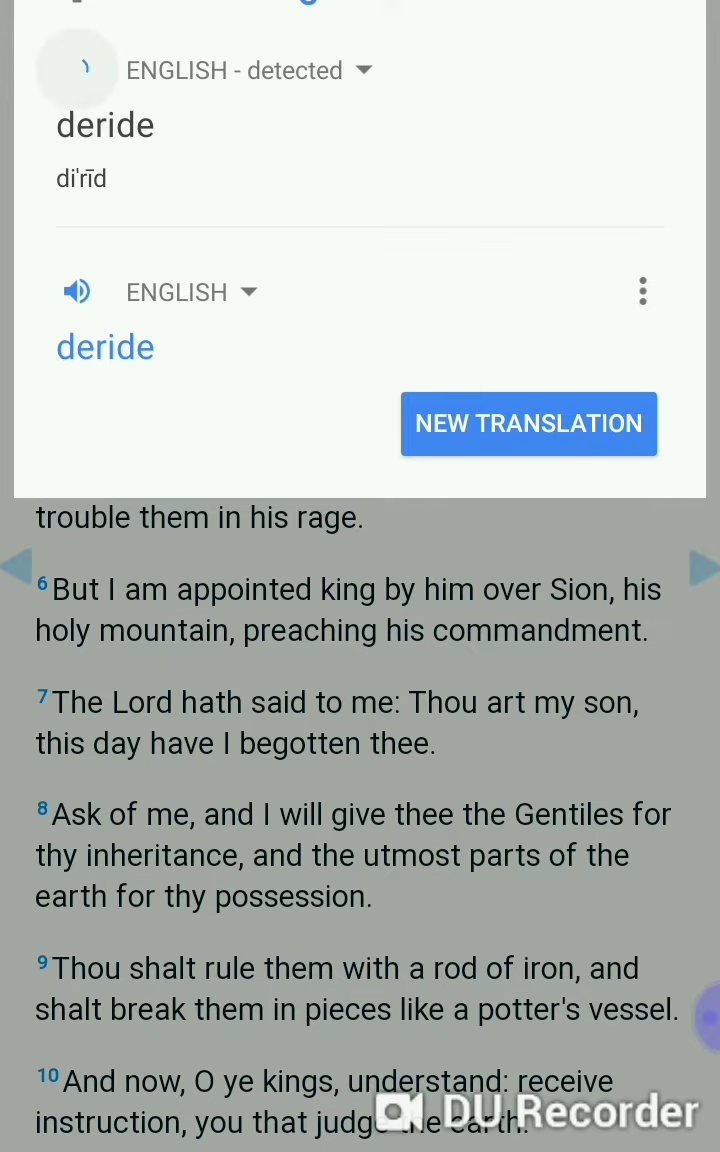 ENGLISH - detected
deride
di'rīd
ENGLISH
deride
NEW TRANSLATION
trouble them in his rage.
6 But I am appointed king by him over Sion, his
holy mountain, preaching his commandment.
7 The Lord hath said to me: Thou art my son,
this day have I begotten thee.
8 Ask of me, and I will give thee the Gentiles for
thy inheritance, and the utmost parts of the
earth for thy possession.
9 Thou shalt rule them with a rod of iron, and
shalt break them in pieces like a potter's vessel.
10 And now, O ye kings, understand: receive
instruction, you that judge the earth.
DU Recorder